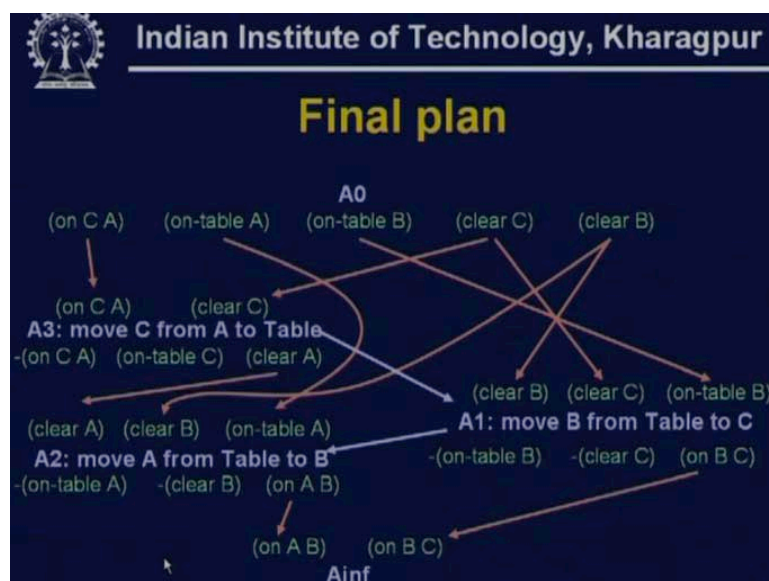 Indian Institute of Technology, Kharagpur
Final plan
A0
(on C A) (on-table A) (on-table B) (clear C) (clear B)
(on C A) (clear C)
A3: move C from A to Table
-(on C A) (on-table C) (clear A)
(clear B) (clear C) (on-table B)
A1: move B from Table to C
-(on-table B) -(clear C) (on B C)
(clear A) (clear B) (on-table A)
A2: move A from Table to B
-(on-table A) -(clear B) (on A B)
(on A B) (on B C)
Ainf